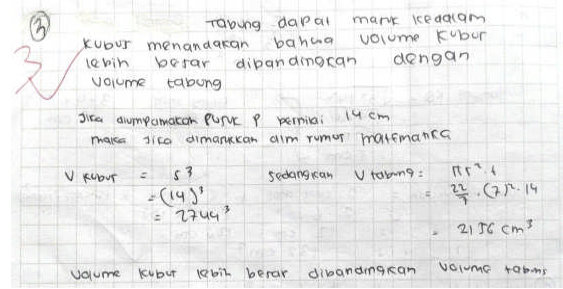 3
Tabung dapat masuk kedalam
kubus menandakan bahwa volume kubus
lebih besar dibandingkan dengan
volume tabung
3
Jika diumpamakan rusuk p bernilai 14 cm
maka jika dimasukkan dlm rumus matematika
V kubus = s³ sedangkan V tabung = πr².t
= (14)³ = 22/7 . (7)². 14
= 2744³ = 2156 cm³
Volume kubus lebih besar dibandingkan volume tabung